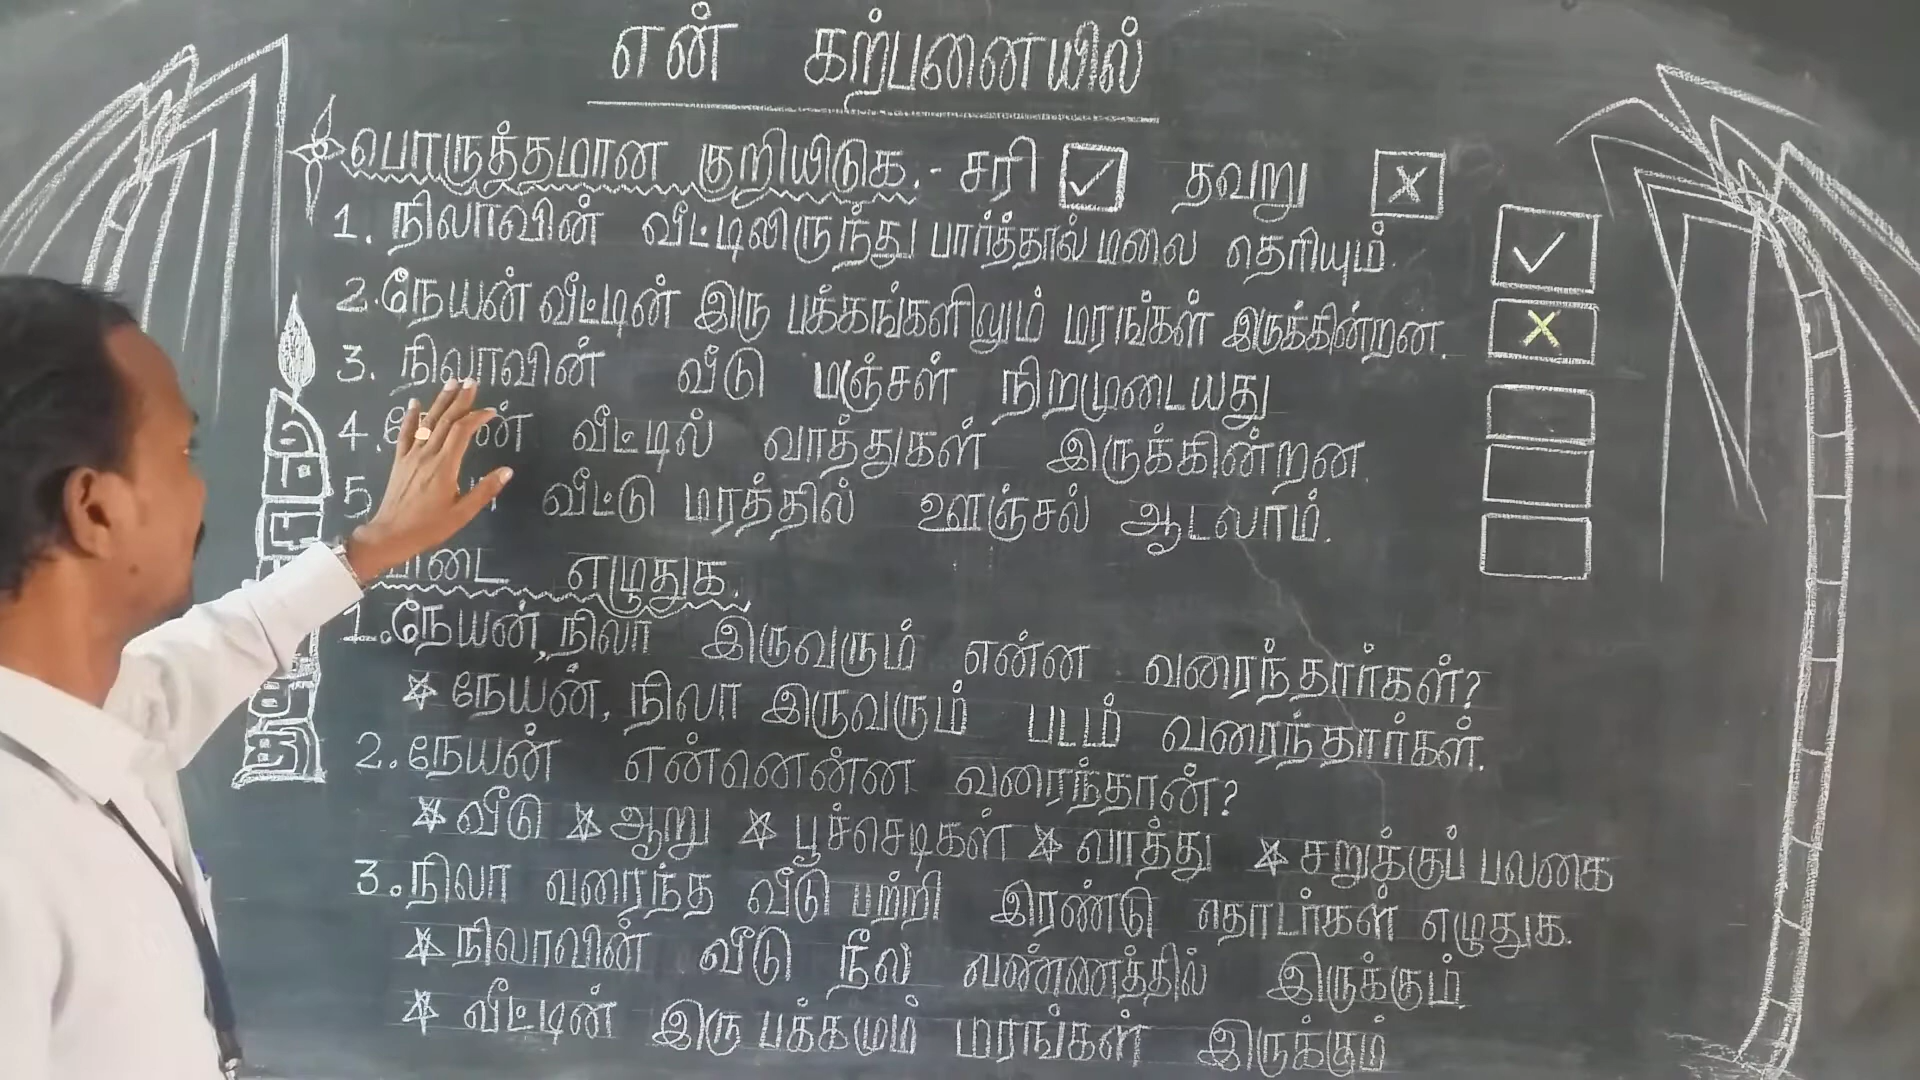 என் கற்பனையில்
பொருத்தமான குறியிடுக.- சரி ✓ தவறு x
1. நிலாவின் வீட்டிலிருந்து பார்த்தால் மலை தெரியும். ✓
2. நேயன் வீட்டின் இரு பக்கங்களிலும் மரங்கள் இருக்கின்றன. x
3. நிலாவின் வீடு மஞ்சள் நிறமுடையது
4. வீட்டில் வாத்துகள் இருக்கின்றன.
5 வீட்டு மரத்தில் ஊஞ்சல் ஆடலாம்.
எழுதுக.
1. நேயன், நிலா இருவரும் என்ன வரைந்தார்கள்?
நேயன், நிலா இருவரும் படம் வரைந்தார்கள்.
2. நேயன் என்னென்ன வரைந்தான்?
வீடு ஆறு பூச்செடிகள் வாத்து சறுக்குப் பலகை
3. நிலா வரைந்த வீடு பற்றி இரண்டு தொடர்கள் எழுதுக.
நிலாவின் வீடு நீல வண்ணத்தில் இருக்கும்
வீட்டின் இரு பக்கமும் மரங்கள் இருக்கும்